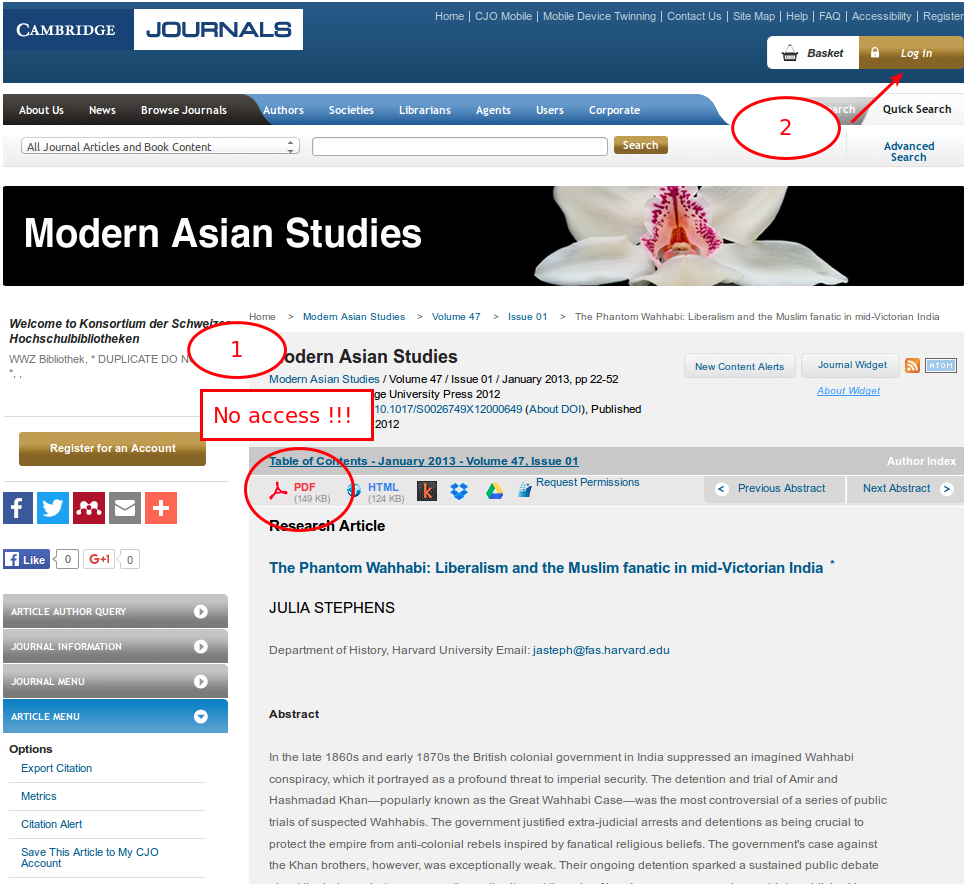 Home | CJO Mobile | Mobile Device Twinning | Contact Us | Site Map | Help | FAQ | Accessibility | Register
CAMBRIDGE JOURNALS
Basket
Log In
About Us News Browse Journals Authors Societies Librarians Agents Users Corporate
2
Quick Search
All Journal Articles and Book Content
Search
Advanced
Search
Modern Asian Studies
Home > Modern Asian Studies > Volume 47 > Issue 01 > The Phantom Wahhabi: Liberalism and the Muslim fanatic in mid-Victorian India
Welcome to Konsortium der Schweizer
Hochschulbibliotheken
WWZ Bibliothek, * DUPLICATE DO
*, ,
1
No access !!!
Register for an Account
Modern Asian Studies
Modern Asian Studies / Volume 47 / Issue 01 / January 2013, pp 22-52
University Press 2012
10.1017/S0026749X12000649 (About DOI), Published
2012
New Content Alerts
Journal Widget
ATOM
About Widget
Table of Contents - January 2013 - Volume 47, Issue 01
Author Index
PDF
(149 KB)
HTML
(124 KB)
k
Request Permissions
< Previous Abstract
Next Abstract >
Like 0
G+1 0
Research Article
The Phantom Wahhabi: Liberalism and the Muslim fanatic in mid-Victorian India *
JULIA STEPHENS
Department of History, Harvard University Email: jasteph@fas.harvard.edu
Abstract
In the late 1860s and early 1870s the British colonial government in India suppressed an imagined Wahhabi
conspiracy, which it portrayed as a profound threat to imperial security. The detention and trial of Amir and
Hashmadad Khan—popularly known as the Great Wahhabi Case—was the most controversial of a series of public
trials of suspected Wahhabis. The government justified extra-judicial arrests and detentions as being crucial to
protect the empire from anti-colonial rebels inspired by fanatical religious beliefs. The government's case against
the Khan brothers, however, was exceptionally weak. Their ongoing detention sparked a sustained public debate
ARTICLE AUTHOR QUERY
JOURNAL INFORMATION
JOURNAL MENU
ARTICLE MENU
Options
Export Citation
Metrics
Citation Alert
Save This Article to My CJO
Account